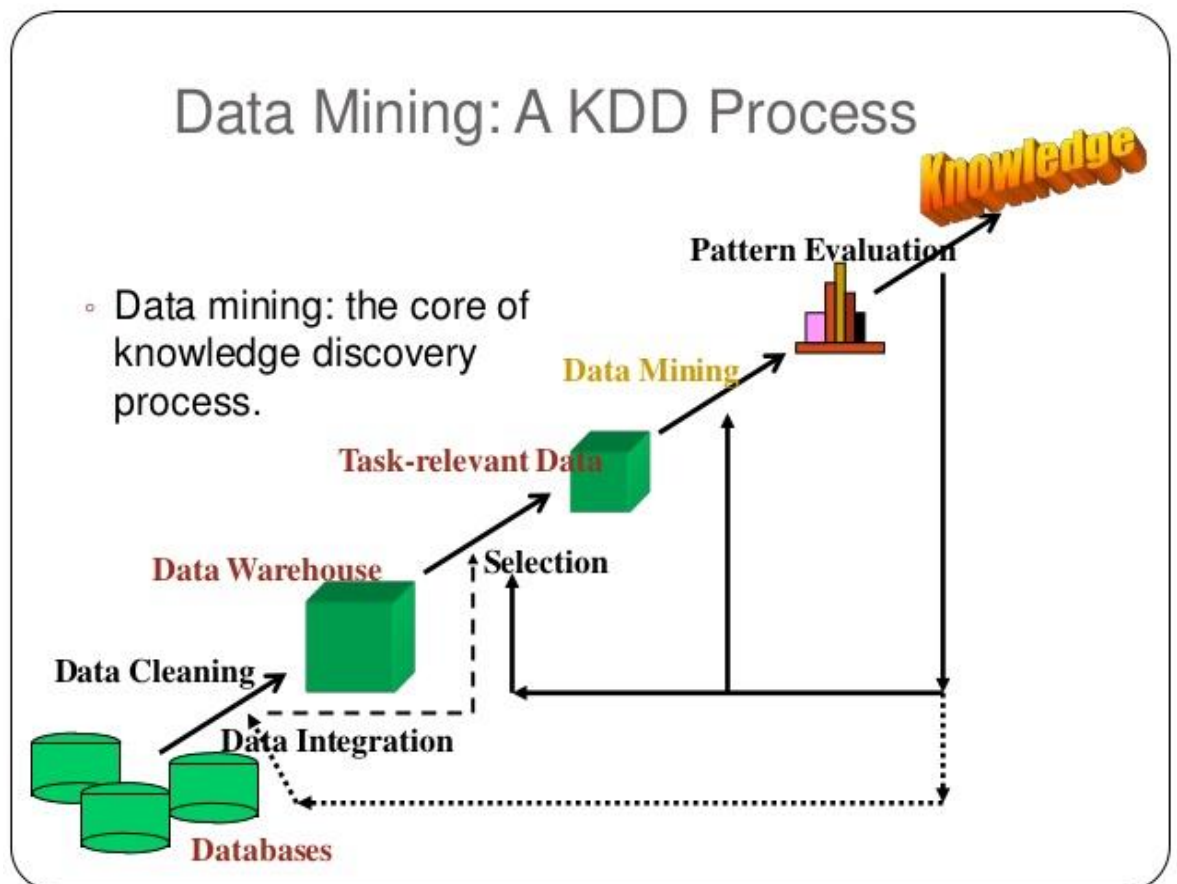 Data Mining: A KDD Process
Knowledge
Pattern Evaluation
◦ Data mining: the core of
knowledge discovery
process.
Data Mining
Task-relevant Data
Selection
Data Warehouse
Data Cleaning
Data Integration
Databases